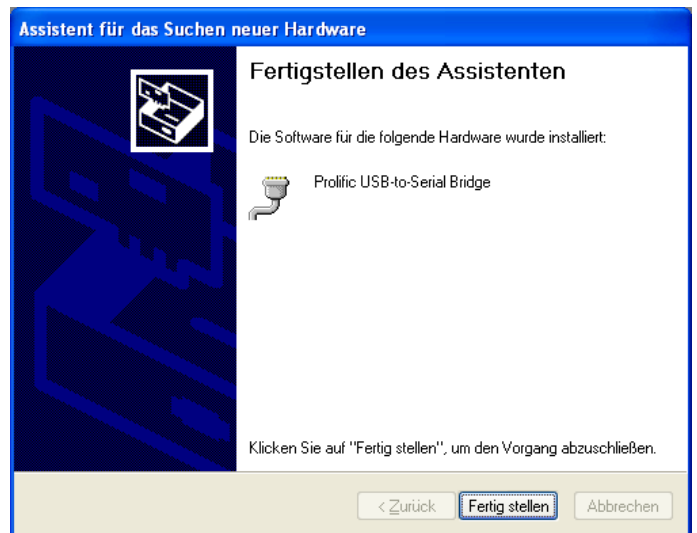 Assistent für das Suchen neuer Hardware
Fertigstellen des Assistenten
Die Software für die folgende Hardware wurde installiert:
Prolific USB-to-Serial Bridge
Klicken Sie auf "Fertig stellen", um den Vorgang abzuschließen.
< Zurück Fertig stellen Abbrechen